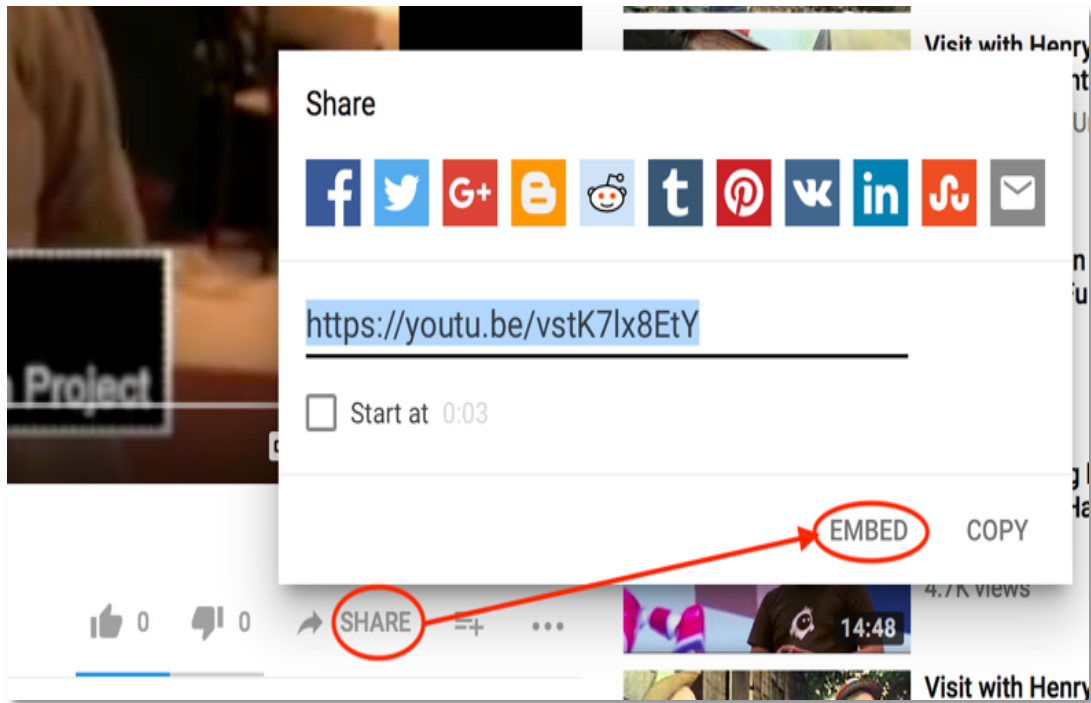 Visit with Henry
Share
f G+ B t in
https://youtu.be/vstK7lx8EtY
Project
Start at 0:03
EMBED COPY
0 0 SHARE
4.7K views
14:48
Visit with Henry